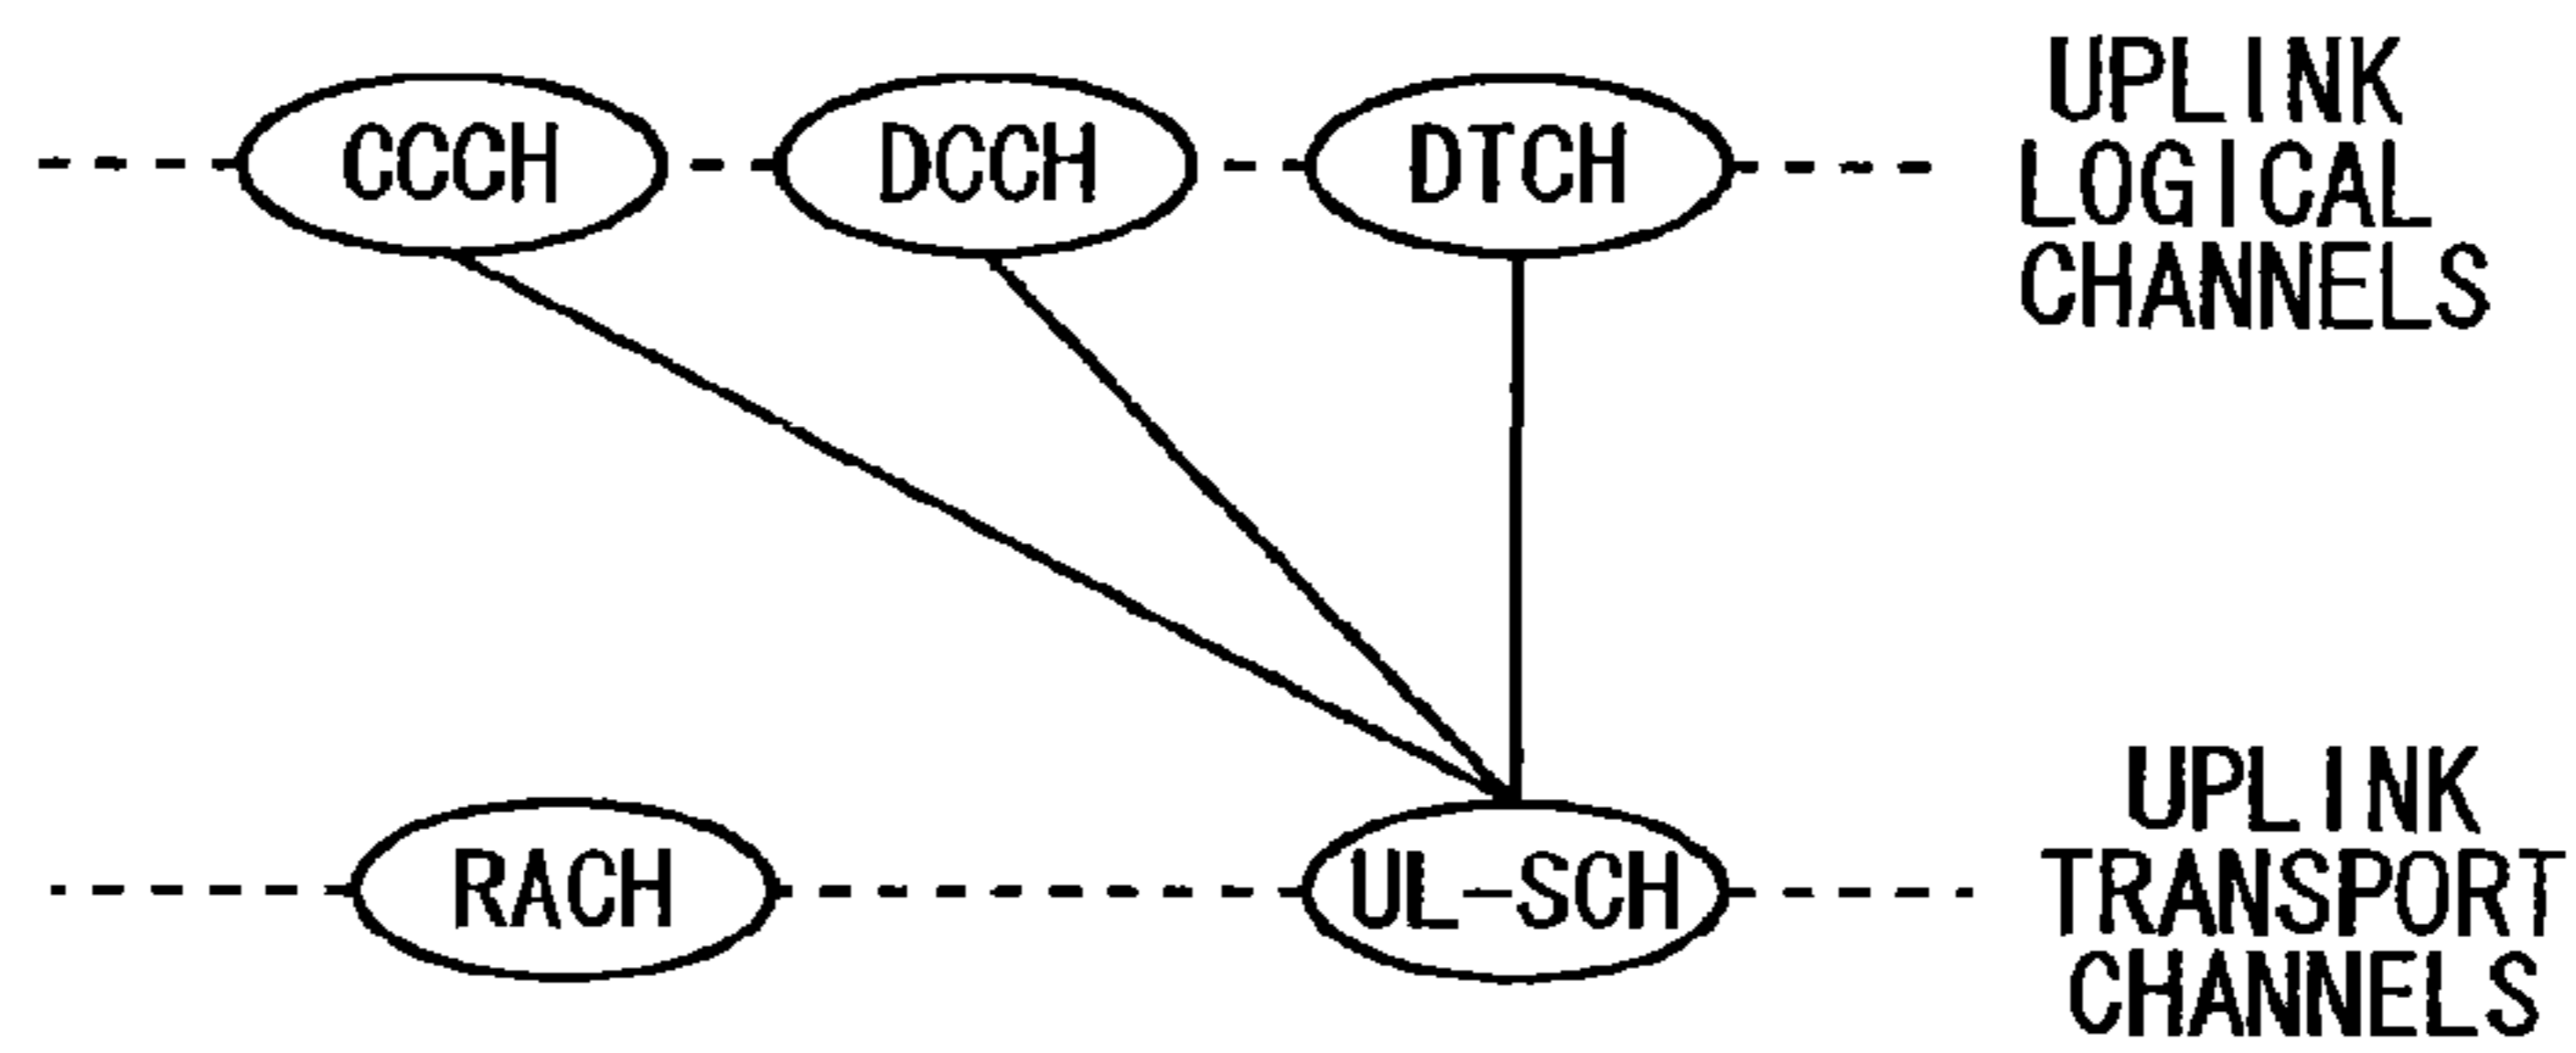 CCCH
DCCH
DTCH
UPLINK
LOGICAL
CHANNELS
RACH
UL-SCH
UPLINK
TRANSPORT
CHANNELS